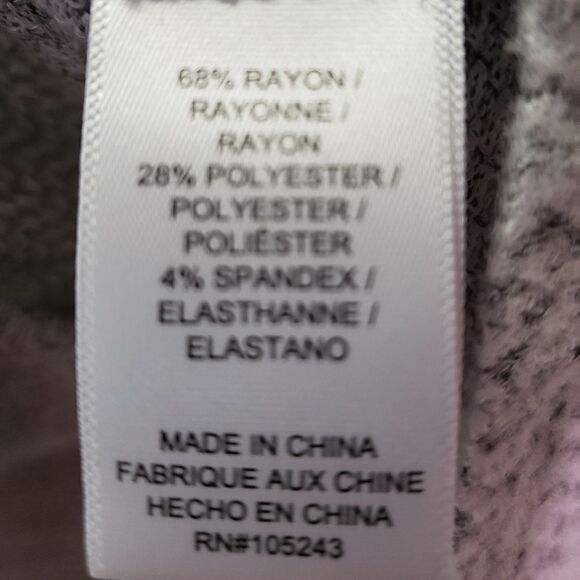 68% RAYON /
RAYONNE /
RAYON
28% POLYESTER /
POLYESTER /
POLIÉSTER
4% SPANDEX /
ELASTHANNE /
ELASTANO
MADE IN CHINA
FABRIQUE AUX CHINE
HECHO EN CHINA
RN#105243